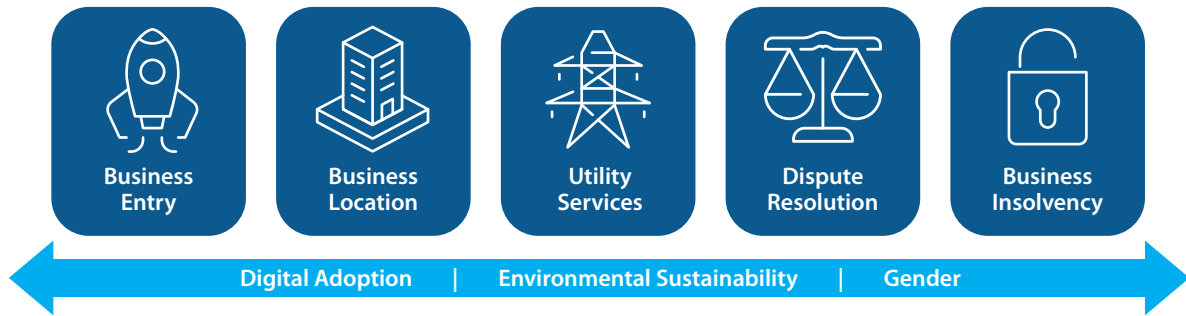 Business
Entry
Business
Location
Utility
Services
Dispute
Resolution
Business
Insolvency
Digital Adoption | Environmental Sustainability | Gender